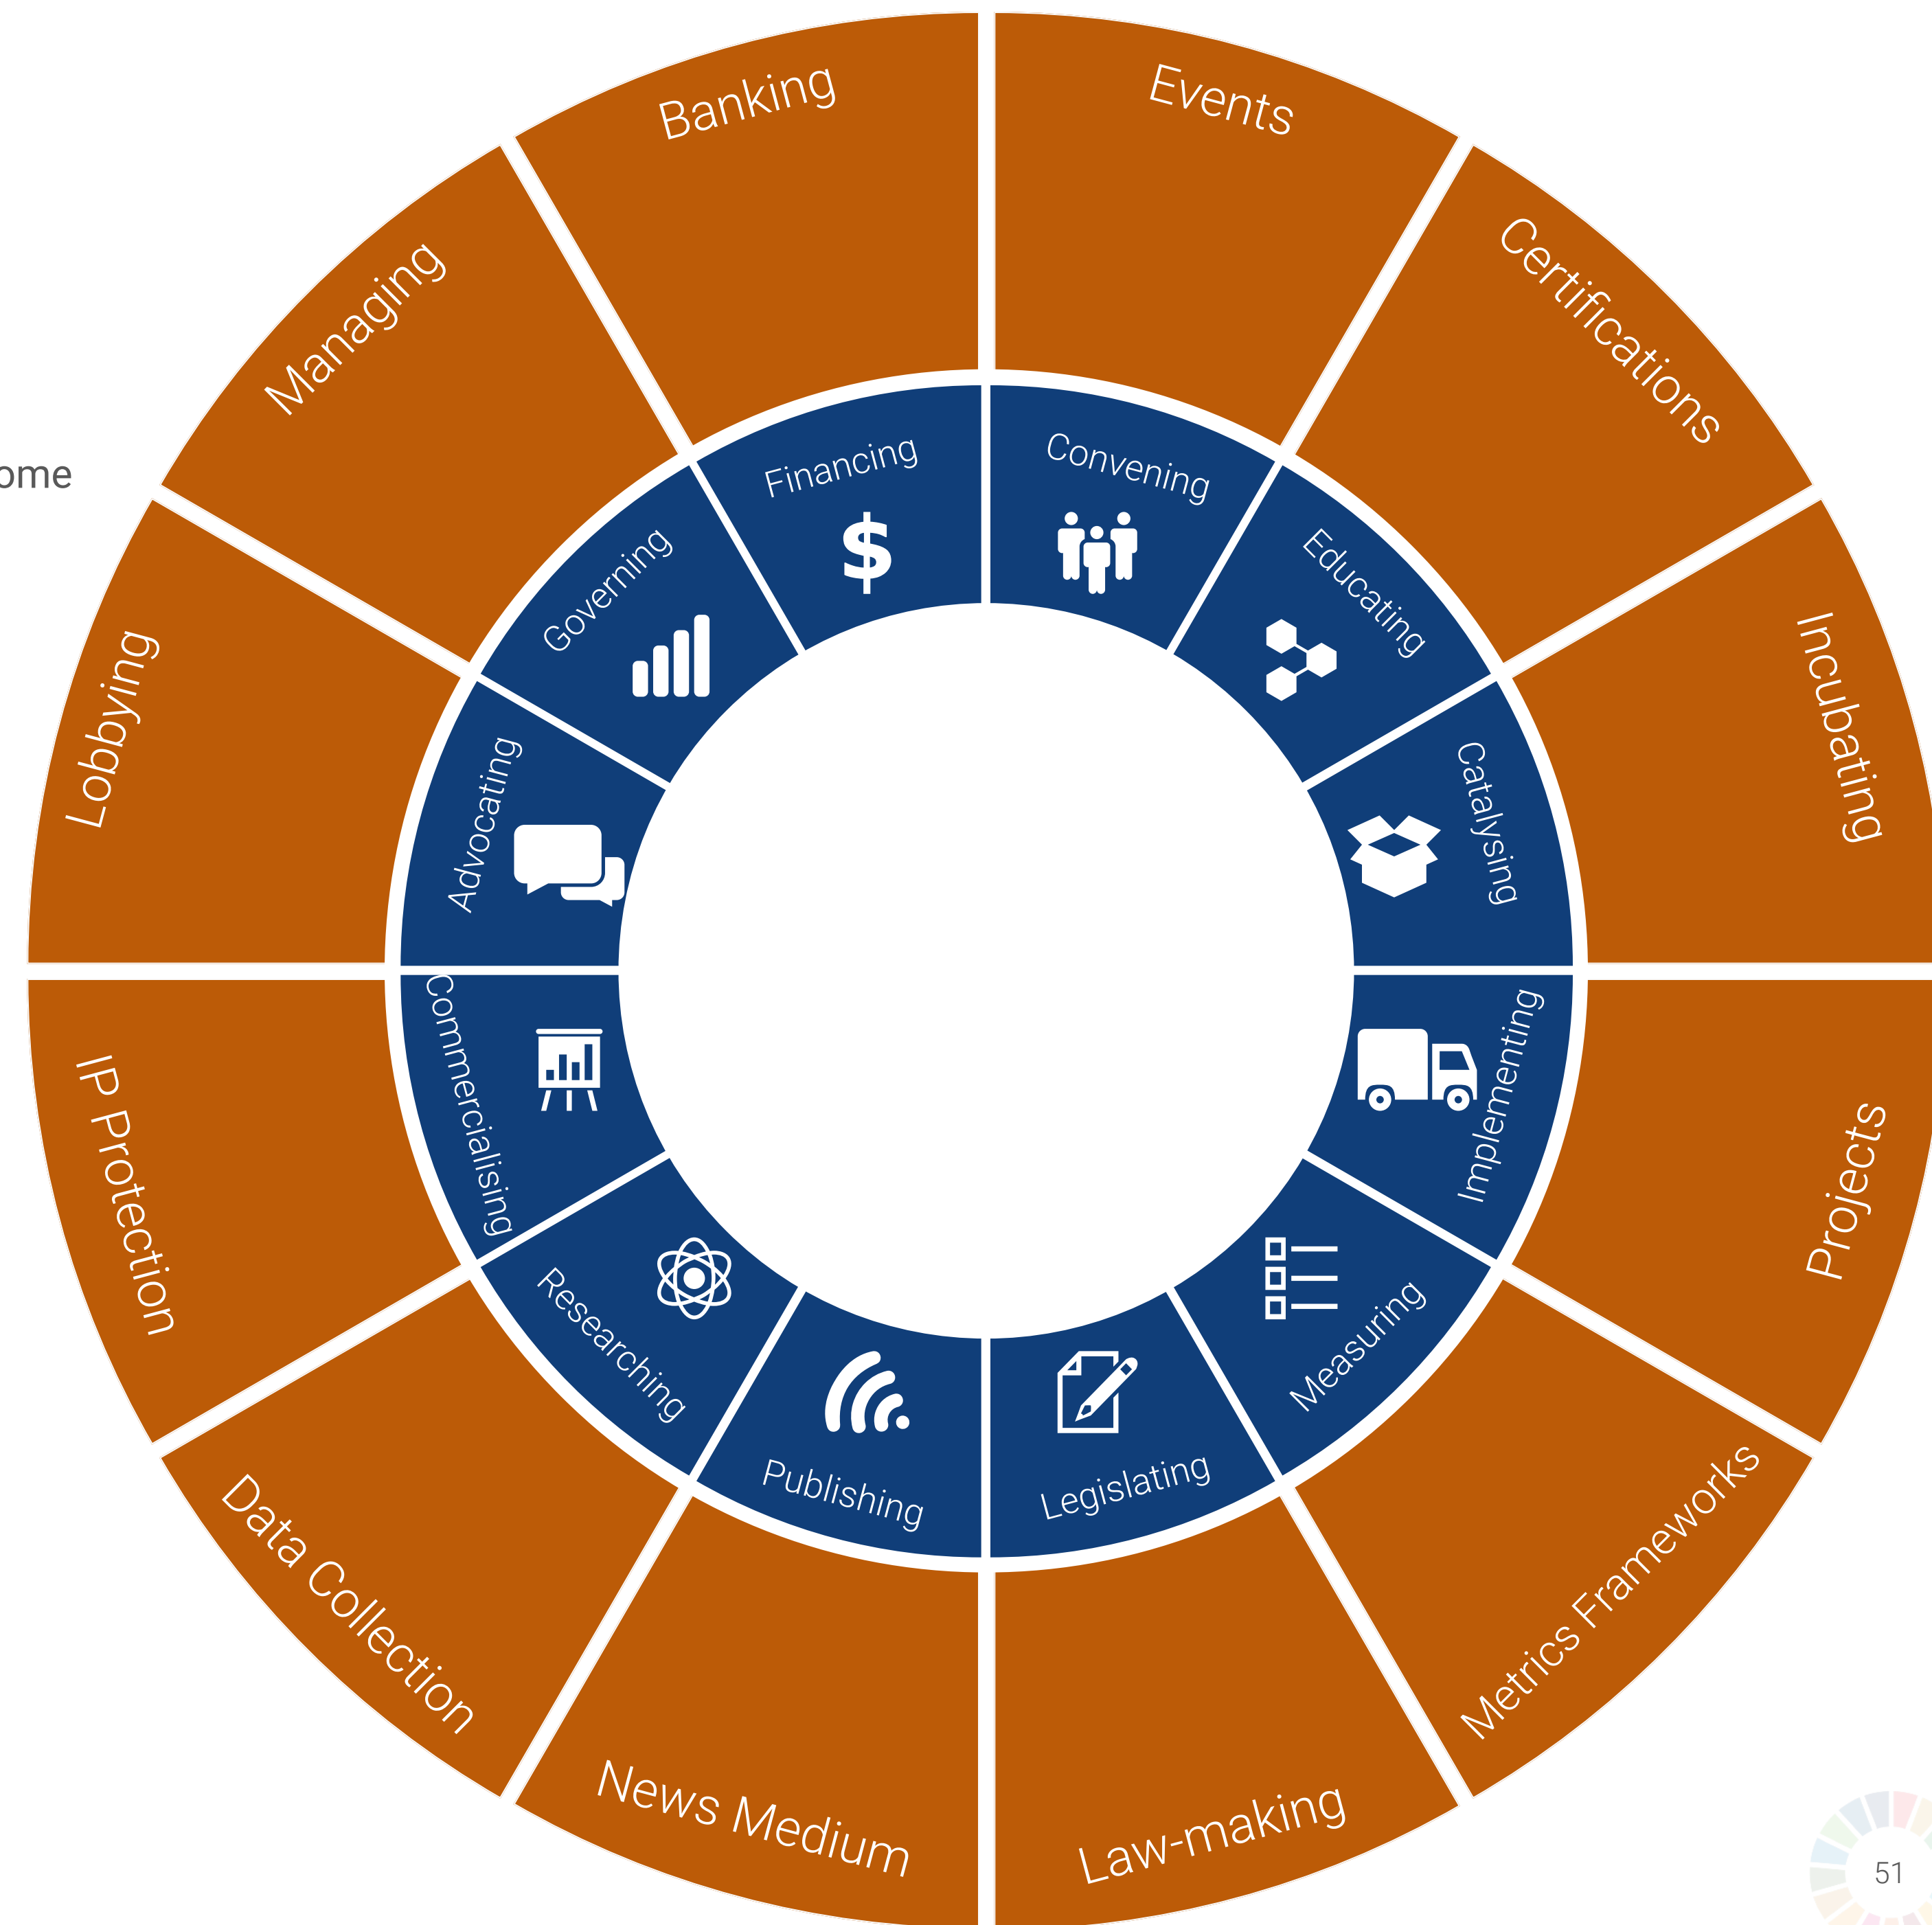 Banking
Events
Certifications
Incubating
Projects
Metrics Frameworks
Law-making
News Medium
Data Collection
IP Protection
Lobbying
Managing
Financing
$
Convening
Educating
Catalysing
Implementing
Measuring
Legislating
Publishing
Researching
Commercialising
Advocating
Governing
ome
51